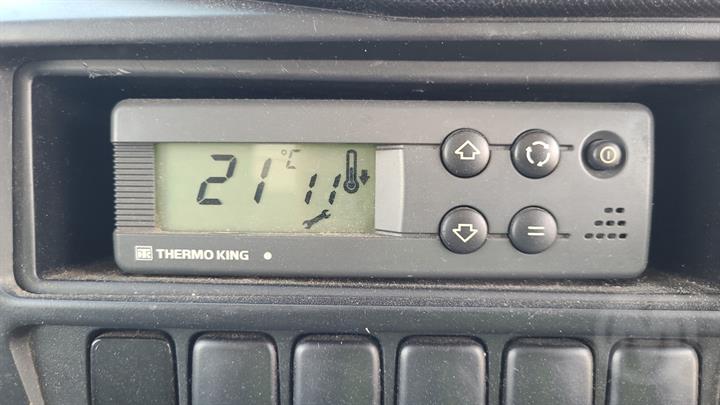 21 °C 11
THERMO KING